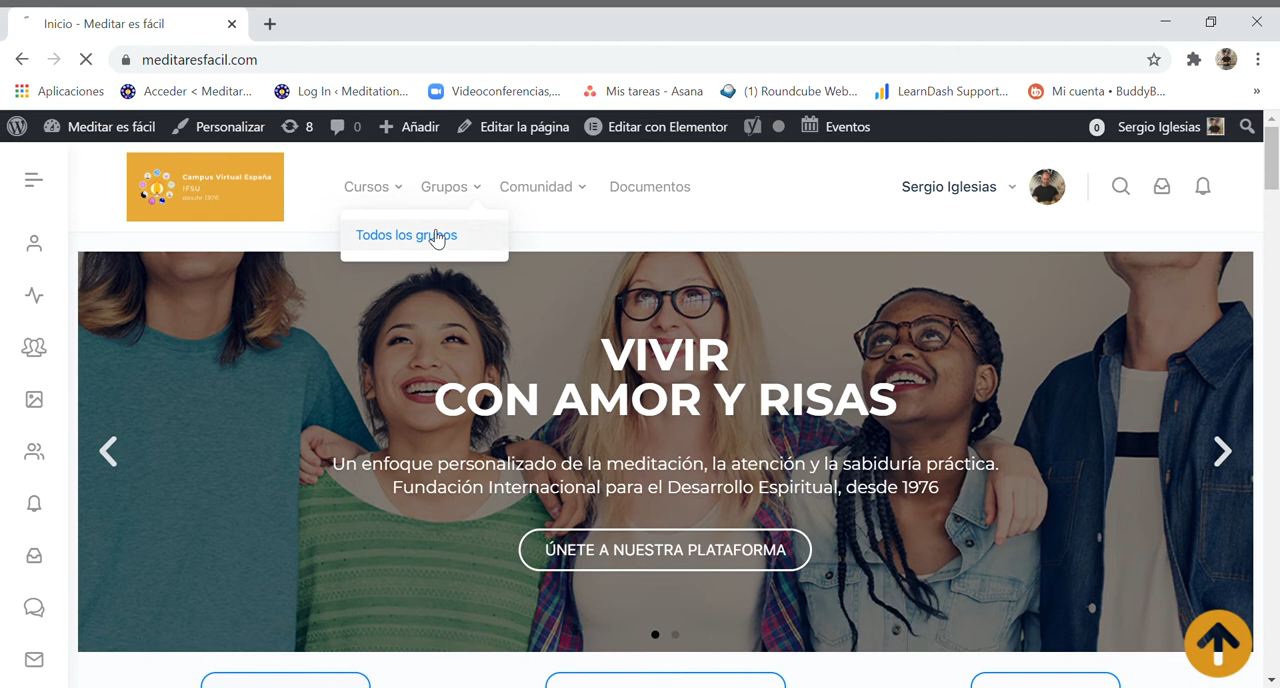 Inicio - Meditar es fácil
meditaresfacil.com
Aplicaciones
Acceder < Meditar...
Log In ‹ Meditation...
Videoconferencias,...
Mis tareas - Asana
(1) Roundcube Web...
LearnDash Support...
Mi cuenta • BuddyB...
»
Meditar es fácil
Personalizar
8
0
Añadir
Editar la página
Editar con Elementor
Eventos
0
Sergio Iglesias
Campus Virtual España
IFSU
desde 1976
Cursos
Grupos
Comunidad
Documentos
Sergio Iglesias
Todos los grupos
VIVIR
CON AMOR Y RISAS
Un enfoque personalizado de la meditación, la atención y la sabiduría práctica.
Fundación Internacional para el Desarrollo Espiritual, desde 1976
ÚNETE A NUESTRA PLATAFORMA